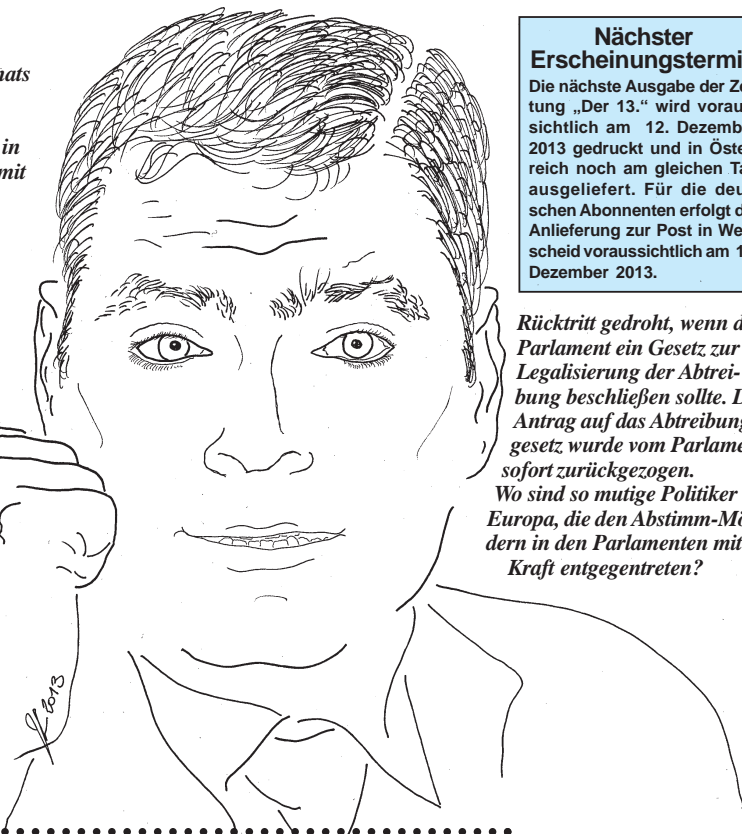 in
mit
Nächster
Erscheinungstermi
Die nächste Ausgabe der Ze
tung „Der 13.“ wird vorau
sichtlich am 12. Dezemb
2013 gedruckt und in Öste
reich noch am gleichen Ta
ausgeliefert. Für die deu
schen Abonnenten erfolgt d
Anlieferung zur Post in We
scheid voraussichtlich am 1
Dezember 2013.
Rücktritt gedroht, wenn d
Parlament ein Gesetz zur
Legalisierung der Abtrei-
bung beschließen sollte. D
Antrag auf das Abtreibung
gesetz wurde vom Parlame
sofort zurückgezogen.
Wo sind so mutige Politiker
Europa, die den Abstimm-Mö
dern in den Parlamenten mit
Kraft entgegentreten?
2013